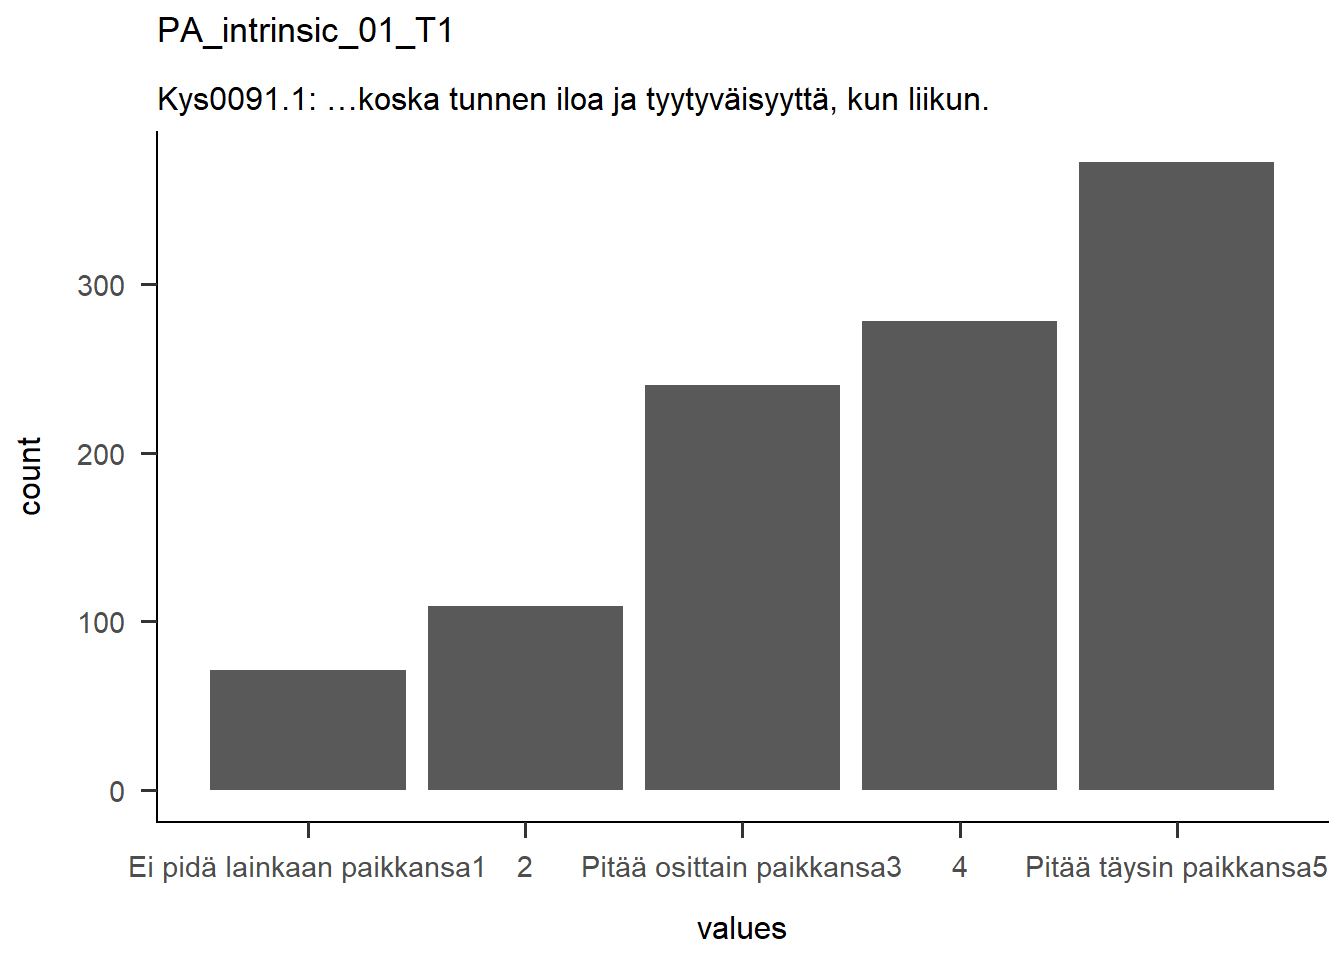 PA_intrinsic_01_T1
Kys0091.1: …koska tunnen iloa ja tyytyväisyyttä, kun liikun.
300
200
100
0
count
Ei pidä lainkaan paikkansa1 2 Pitää osittain paikkansa3 4 Pitää täysin paikkansa5
values